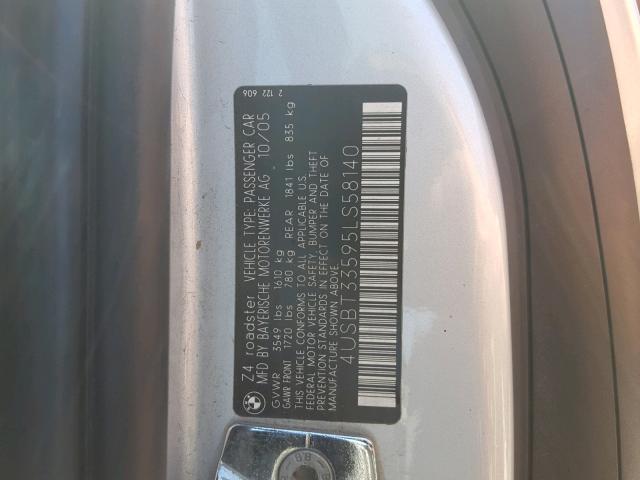 2 122 606
Z4 roadster VEHICLE TYPE: PASSENGER CAR
MFD BY BAYERISCHE MOTORENWERKE AG 10/05
GVWR 3549 lbs 1610 kg
GAWR FRONT 1720 lbs 780 kg REAR 1841 lbs 835 kg
THIS VEHICLE CONFORMS TO ALL APPLICABLE U.S.
FEDERAL MOTOR VEHICLE SAFETY, BUMPER AND THEFT
PREVENTION STANDARDS IN EFFECT ON THE DATE OF
MANUFACTURE SHOWN ABOVE.
4USBT33595LS58140